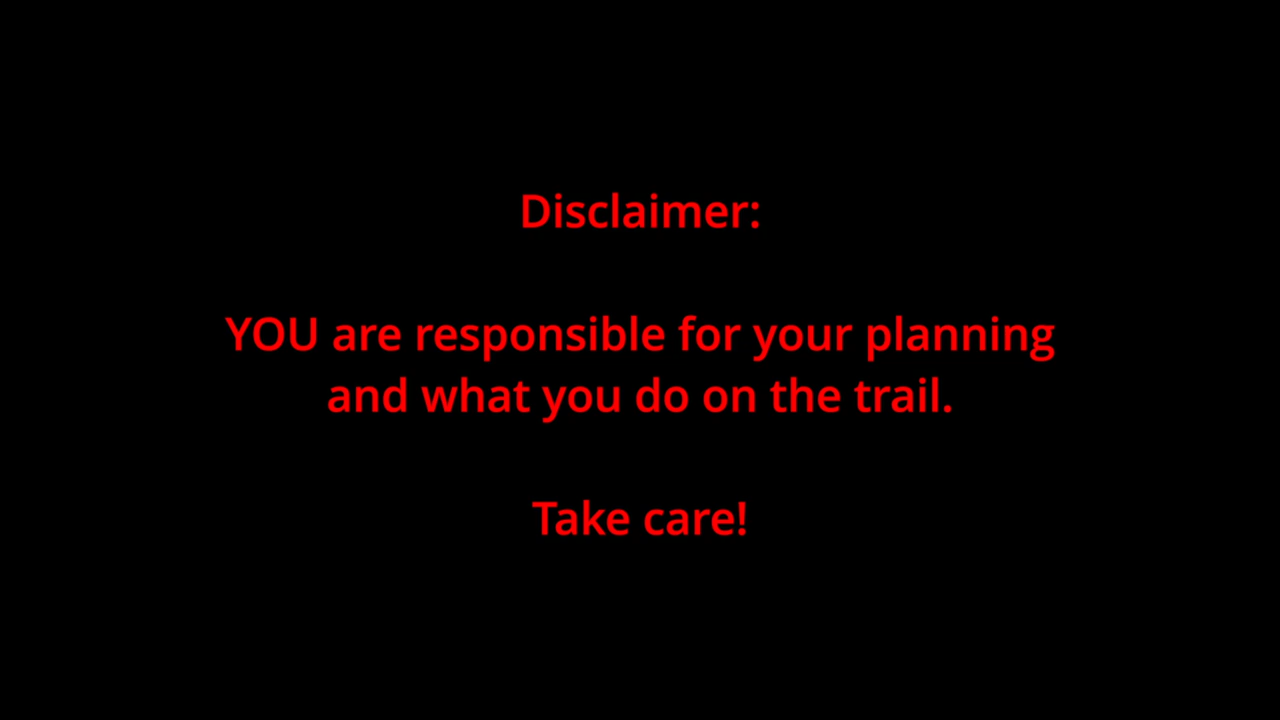 Disclaimer:
YOU are responsible for your planning
and what you do on the trail.
Take care!